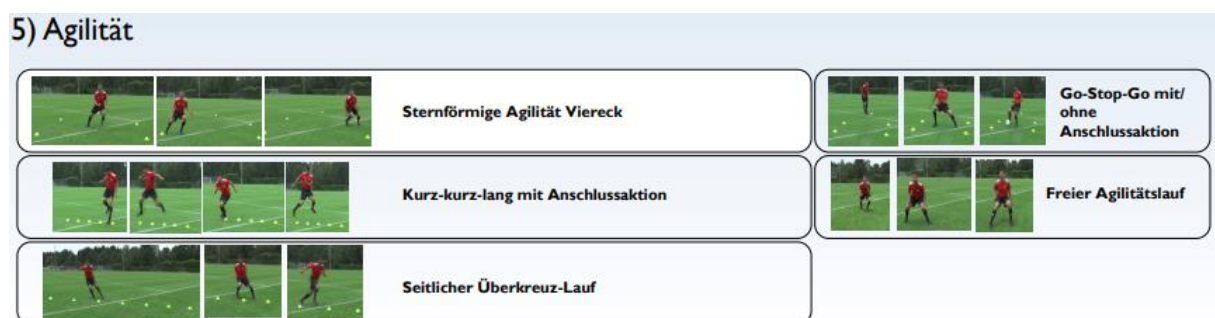 5) Agilität
Sternförmige Agilität Viereck
Go-Stop-Go mit/
ohne
Anschlussaktion
Kurz-kurz-lang mit Anschlussaktion
Freier Agilitätslauf
Seitlicher Überkreuz-Lauf